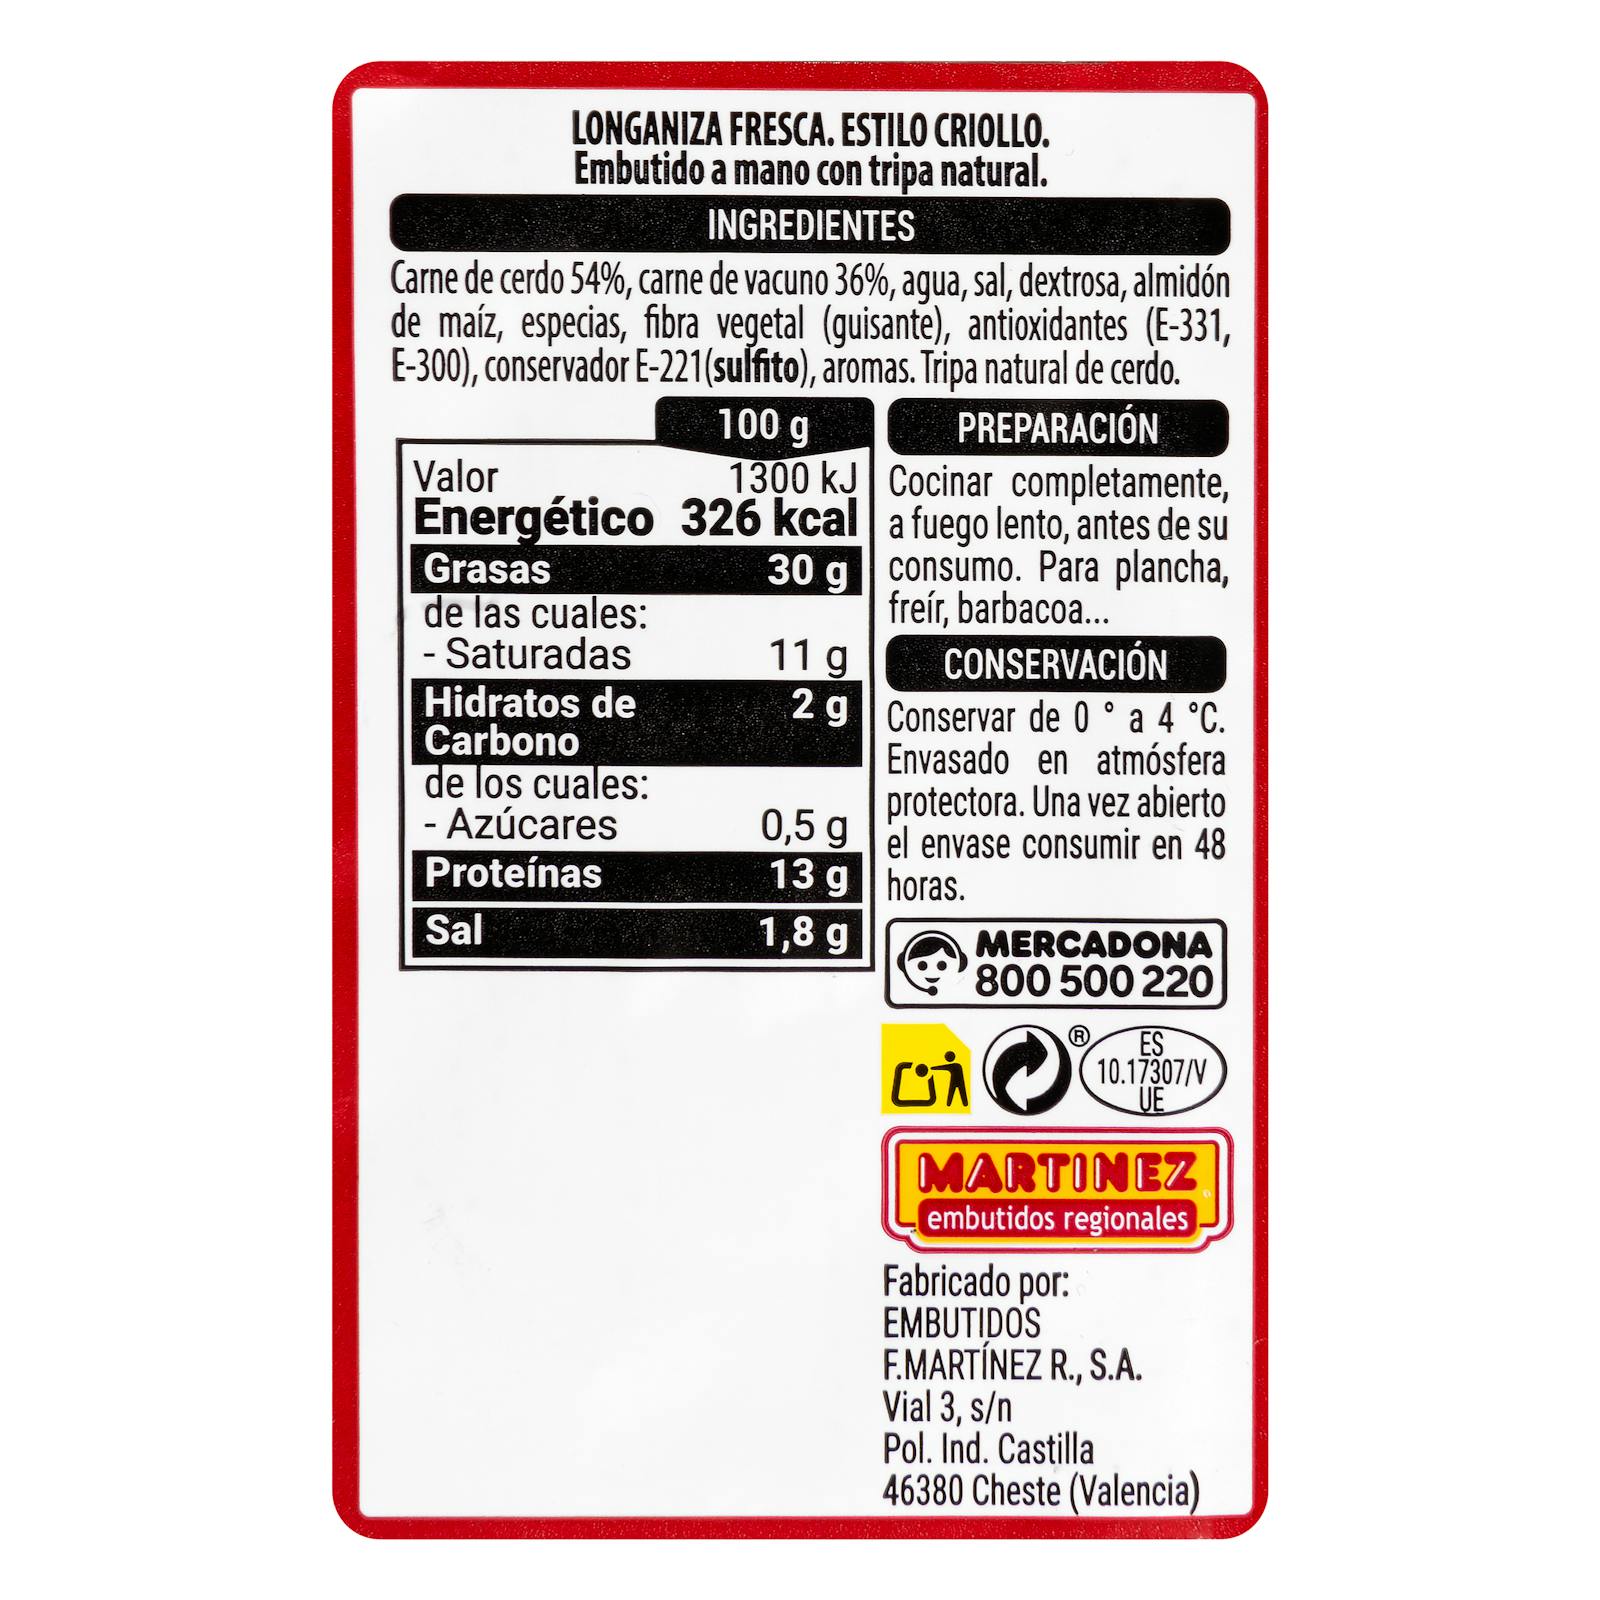 LONGANIZA FRESCA. ESTILO CRIOLLO.
Embutido a mano con tripa natural.
INGREDIENTES
Carne de cerdo 54%, carne de vacuno 36%, agua, sal, dextrosa, almidón
de maíz, especias, fibra vegetal (guisante), antioxidantes (E-331,
E-300), conservador E-221(sulfito), aromas. Tripa natural de cerdo.
100 g
Valor 1300 kJ
Energético 326 kcal
Grasas 30 g
de las cuales:
- Saturadas 11 g
Hidratos de 2 g
Carbono
de los cuales:
- Azúcares 0,5 g
Proteínas 13 g
Sal 1,8 g
PREPARACIÓN
Cocinar completamente,
a fuego lento, antes de su
consumo. Para plancha,
freír, barbacoa...
CONSERVACIÓN
Conservar de 0 ° a 4 °C.
Envasado en atmósfera
protectora. Una vez abierto
el envase consumir en 48
horas.
MERCADONA
800 500 220
®
ES
10.17307/V
UE
MARTINEZ
embutidos regionales
Fabricado por:
EMBUTIDOS
F.MARTÍNEZ R., S.A.
Vial 3, s/n
Pol. Ind. Castilla
46380 Cheste (Valencia)